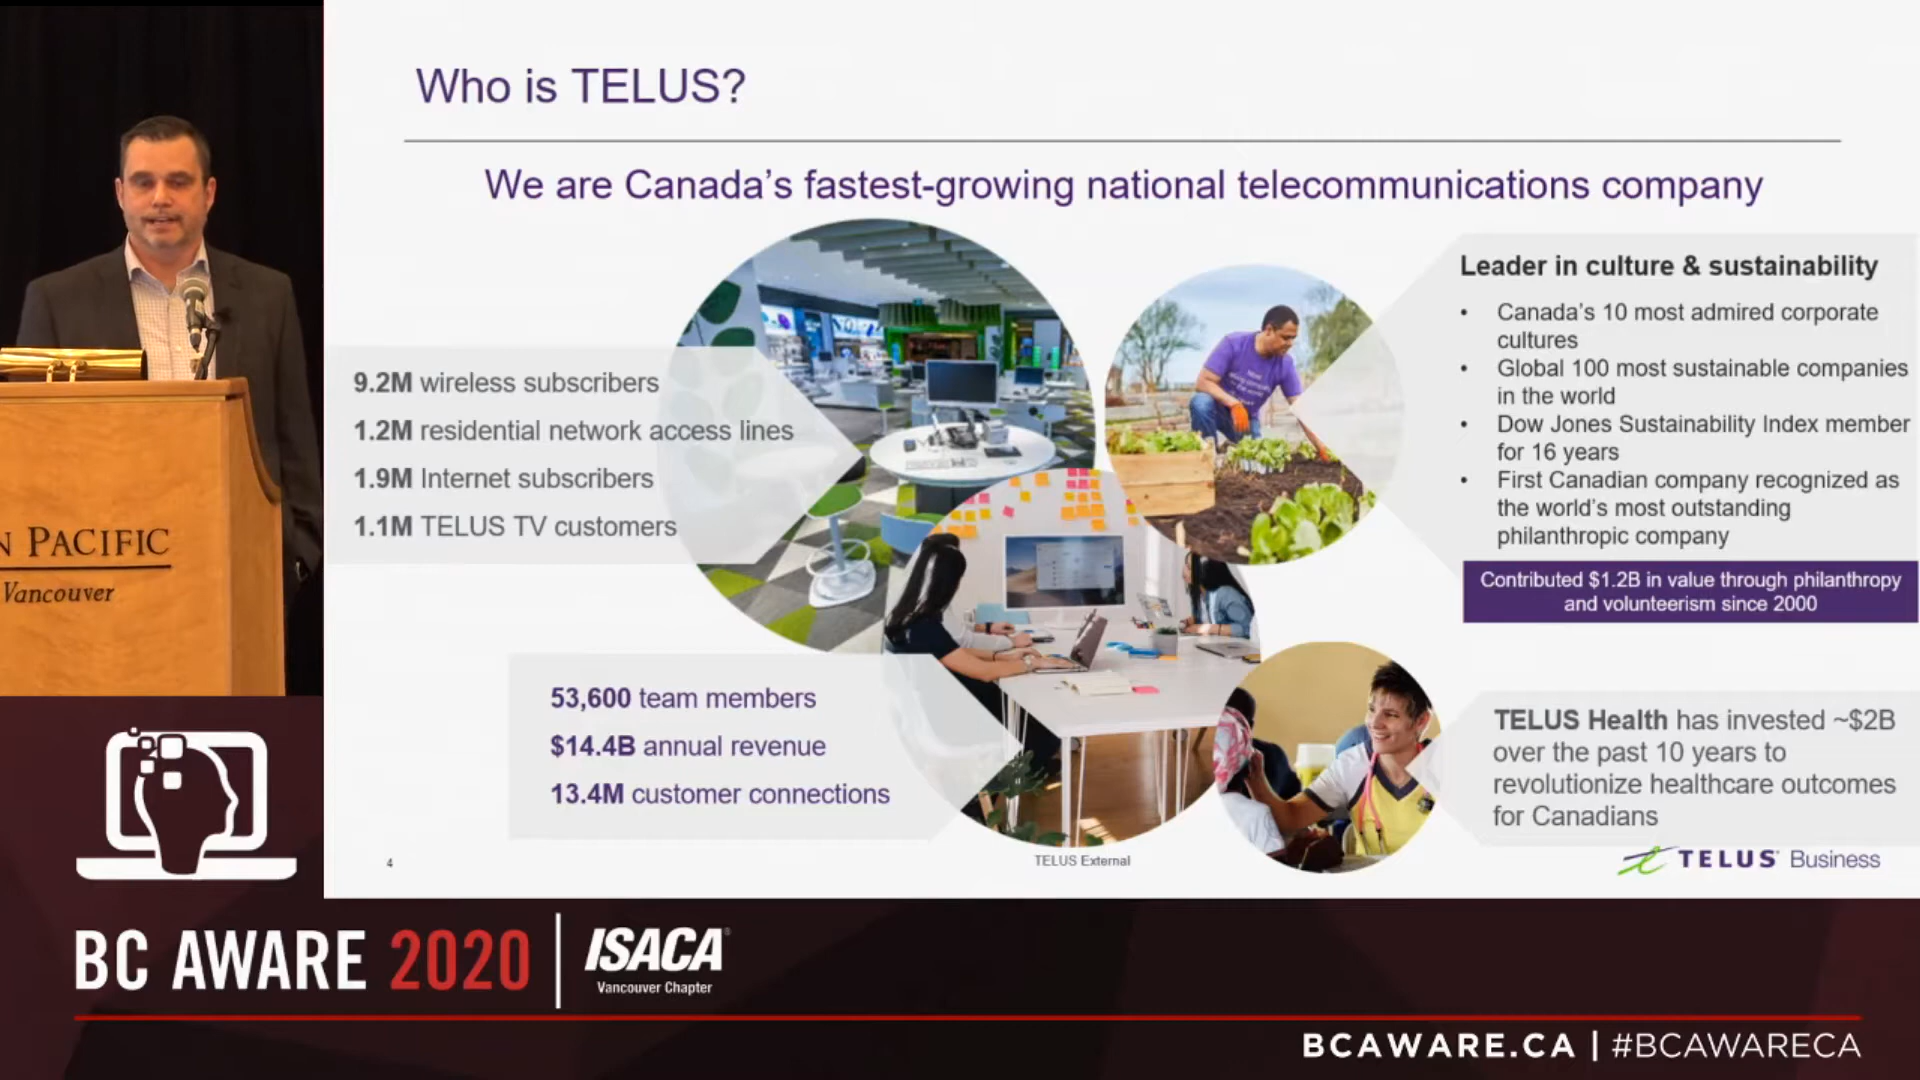 Who is TELUS?
We are Canada's fastest-growing national telecommunications company
9.2M wireless subscribers
1.2M residential network access lines
1.9M Internet subscribers
1.1M TELUS TV customers
53,600 team members
$14.4B annual revenue
13.4M customer connections
Leader in culture & sustainability
• Canada's 10 most admired corporate
cultures
• Global 100 most sustainable companies
in the world
• Dow Jones Sustainability Index member
for 16 years
• First Canadian company recognized as
the world's most outstanding
philanthropic company
Contributed $1.2B in value through philanthropy
and volunteerism since 2000
TELUS Health has invested ~$2B
over the past 10 years to
revolutionize healthcare outcomes
for Canadians
4
TELUS External
TELUS Business
N PACIFIC
Vancouver
BC AWARE 2020
ISACA®
Vancouver Chapter
BCAWARE.CA | #BCAWARECA